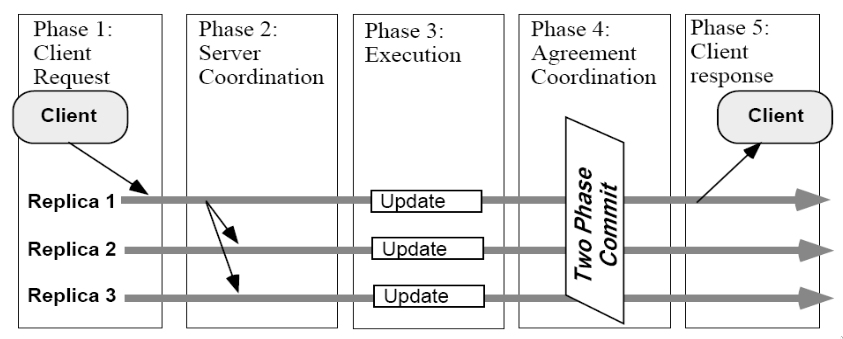 Phase 1:
Client
Request
Phase 2:
Server
Coordination
Phase 3:
Execution
Phase 4:
Agreement
Coordination
Phase 5:
Client
response
Client
Client
Replica 1
Update
Replica 2
Update
Replica 3
Update
Two Phase
Commit